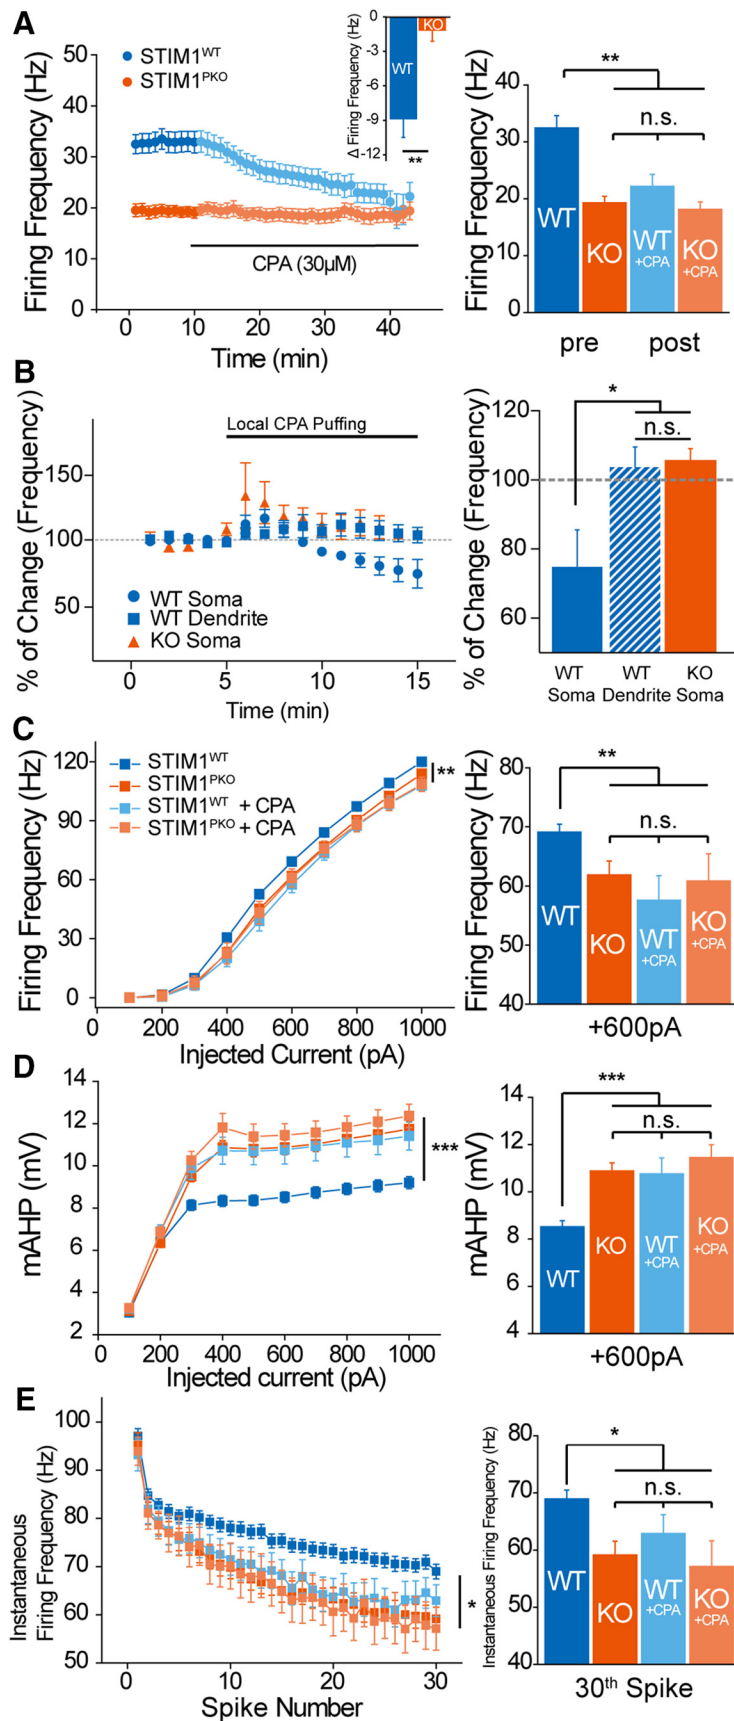 A
Firing Frequency (Hz)
50
40
30
20
10
0
STIM1WT
STIM1PKO
Δ Firing Frequency (Hz)
0
-3
-6
-9
-12
WT
KO
**
CPA (30µM)
0 10 20 30 40
Time (min)
Firing Frequency (Hz)
40
30
20
10
0
**
n.s.
WT
KO
WT
+CPA
KO
+CPA
pre post
B
% of Change (Frequency)
150
100
50
Local CPA Puffing
WT Soma
WT Dendrite
KO Soma
0 5 10 15
Time (min)
% of Change (Frequency)
120
100
80
60
*
n.s.
WT Soma
WT Dendrite
KO Soma
C
Firing Frequency (Hz)
120
90
60
30
0
STIM1WT
STIM1PKO
STIM1WT + CPA
STIM1PKO + CPA
**
0 200 400 600 800 1000
Injected Current (pA)
Firing Frequency (Hz)
80
70
60
50
40
**
n.s.
WT
KO
WT
+CPA
KO
+CPA
+600pA
D
mAHP (mV)
14
12
10
8
6
4
2
***
0 200 400 600 800 1000
Injected current (pA)
mAHP (mV)
14
12
10
8
6
4
***
n.s.
WT
KO
WT
+CPA
KO
+CPA
+600pA
E
Instantaneous
Firing Frequency (Hz)
100
90
80
70
60
50
*
0 10 20 30
Spike Number
Instantaneous Firing Frequency (Hz)
80
70
60
50
40
*
n.s.
WT
KO
WT
+CPA
KO
+CPA
30th Spike